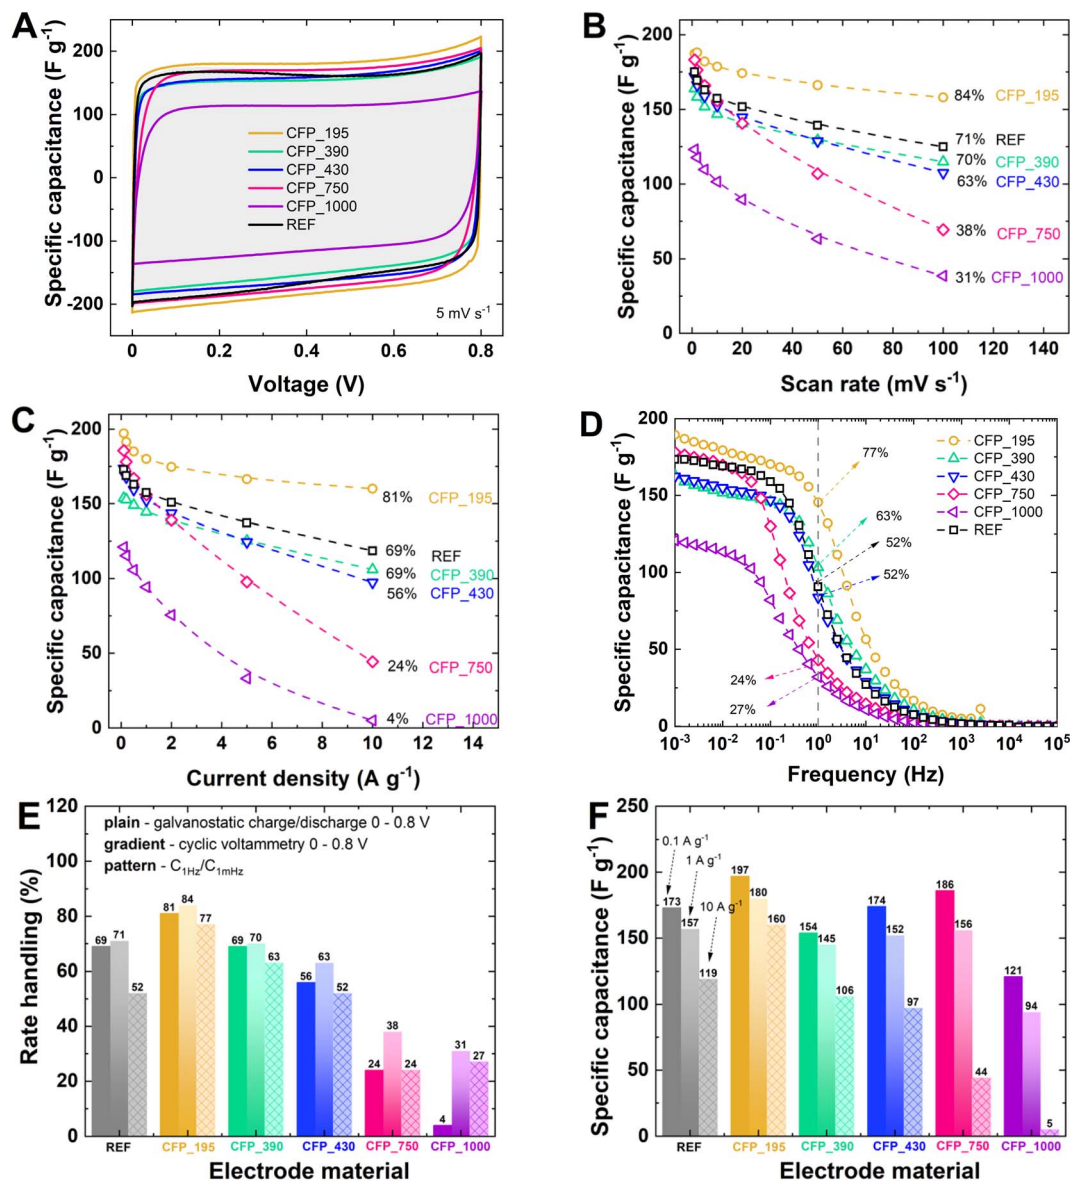 A
Specific capacitance (F g⁻¹)
200
100
0
-100
-200
CFP_195
CFP_390
CFP_430
CFP_750
CFP_1000
REF
5 mV s⁻¹
0
0.2
0.4
0.6
0.8
Voltage (V)
B
Specific capacitance (F g⁻¹)
200
150
100
50
0
84% CFP_195
71% REF
70% CFP_390
63% CFP_430
38% CFP_750
31% CFP_1000
0
20
40
60
80
100
120
140
Scan rate (mV s⁻¹)
C
Specific capacitance (F g⁻¹)
200
150
100
50
0
81% CFP_195
69% REF
69% CFP_390
56% CFP_430
24% CFP_750
4% CFP_1000
0
2
4
6
8
10
12
14
Current density (A g⁻¹)
D
Specific capacitance (F g⁻¹)
200
150
100
50
0
CFP_195
CFP_390
CFP_430
CFP_750
CFP_1000
REF
77%
63%
52%
52%
24%
27%
10⁻³
10⁻²
10⁻¹
10⁰
10¹
10²
10³
10⁴
10⁵
Frequency (Hz)
E
Rate handling (%)
120
100
80
60
40
20
0
plain - galvanostatic charge/discharge 0 - 0.8 V
gradient - cyclic voltammetry 0 - 0.8 V
pattern - C1Hz/C1mHz
69
71
52
81
84
77
69
70
63
56
63
52
24
38
24
4
31
27
REF
CFP_195
CFP_390
CFP_430
CFP_750
CFP_1000
Electrode material
F
Specific capacitance (F g⁻¹)
250
200
150
100
50
0
0.1 A g⁻¹
1 A g⁻¹
10 A g⁻¹
173
157
119
197
180
160
154
145
106
174
152
97
186
156
44
121
94
5
REF
CFP_195
CFP_390
CFP_430
CFP_750
CFP_1000
Electrode material